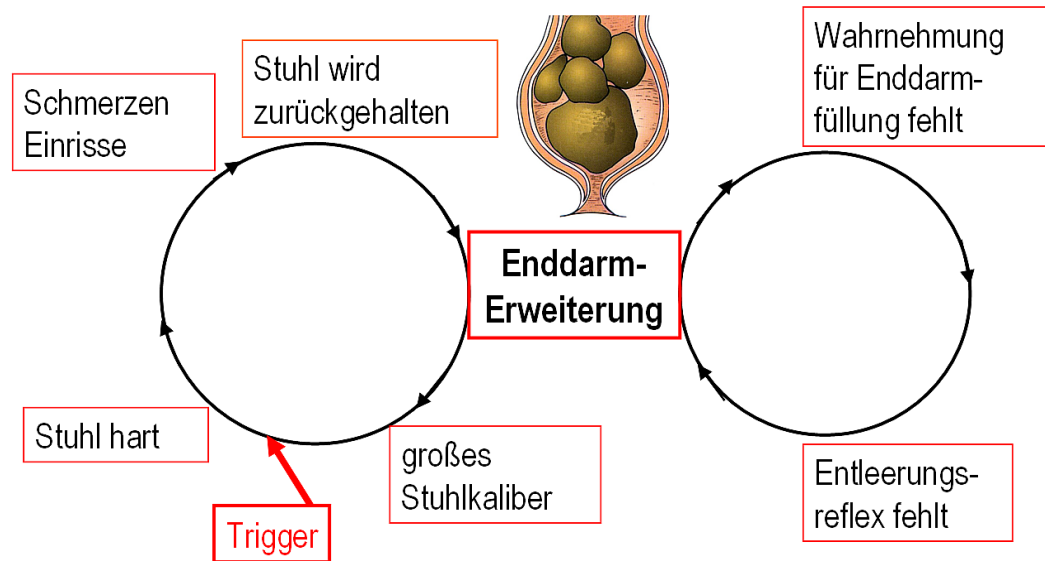 Stuhl wird
zurückgehalten
Schmerzen
Einrisse
Wahrnehmung
für Enddarm-
füllung fehlt
Enddarm-
Erweiterung
Stuhl hart
großes
Stuhlkaliber
Trigger
Entleerungs-
reflex fehlt